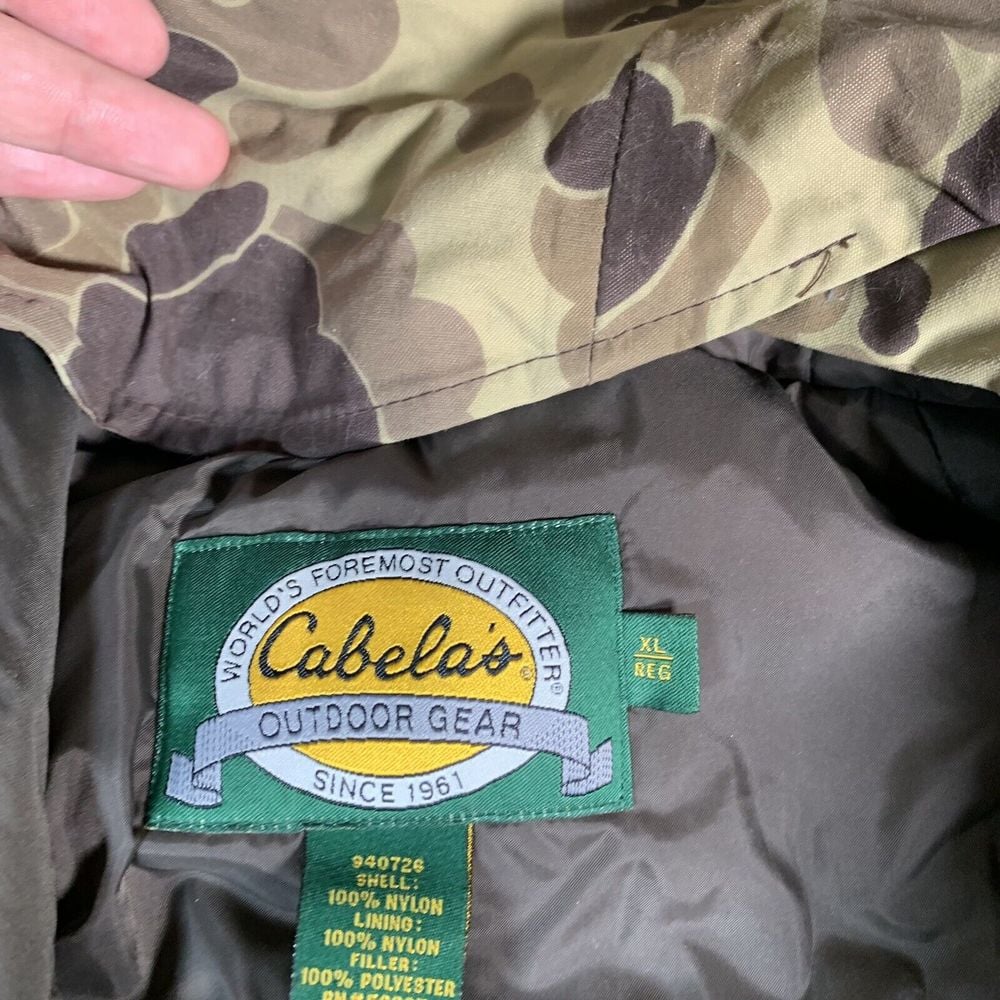 WORLD'S FOREMOST OUTFITTER®
Cabela's®
OUTDOOR GEAR
SINCE 1961
XL
REG
940726
SHELL:
100% NYLON
LINING:
100% NYLON
FILLER:
100% POLYESTER